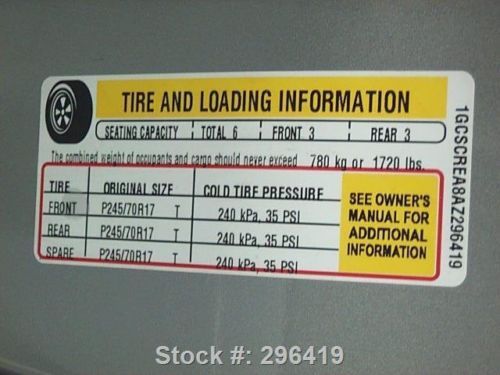 TIRE AND LOADING INFORMATION
SEATING CAPACITY TOTAL 6 FRONT 3 REAR 3
The combined weight of occupants and cargo should never exceed 780 kg or 1720 lbs.
TIRE ORIGINAL SIZE COLD TIRE PRESSURE
FRONT P245/70R17 T 240 kPa, 35 PSI
REAR P245/70R17 T 240 kPa, 35 PSI
SPARE P245/70R17 T 240 kPa, 35 PSI
SEE OWNER'S
MANUAL FOR
ADDITIONAL
INFORMATION
1GCSCREA8AZ296419
Stock #: 296419